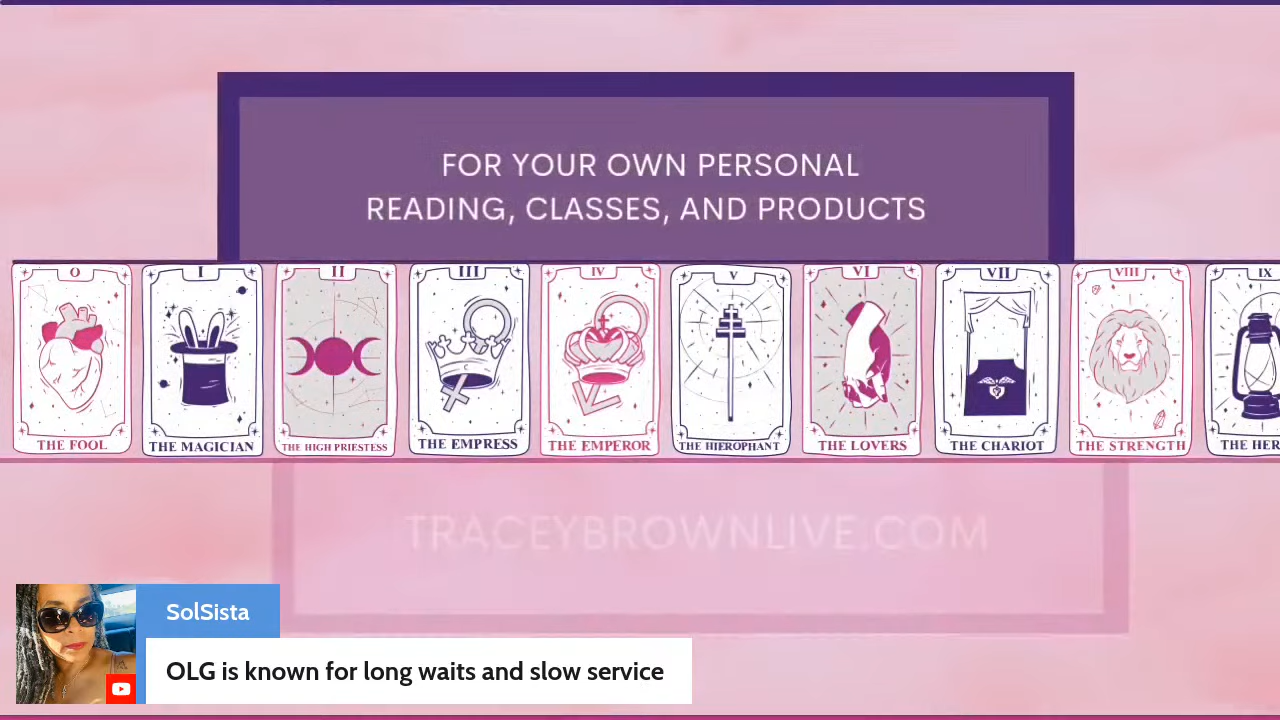 FOR YOUR OWN PERSONAL
READING, CLASSES, AND PRODUCTS
0 I II III IV V VI VII VIII IX
THE FOOL THE MAGICIAN THE HIGH PRIESTESS THE EMPRESS THE EMPEROR THE HIEROPHANT THE LOVERS THE CHARIOT THE STRENGTH THE HER
TRACEYBROWNLIVE.COM
SolSista
OLG is known for long waits and slow service